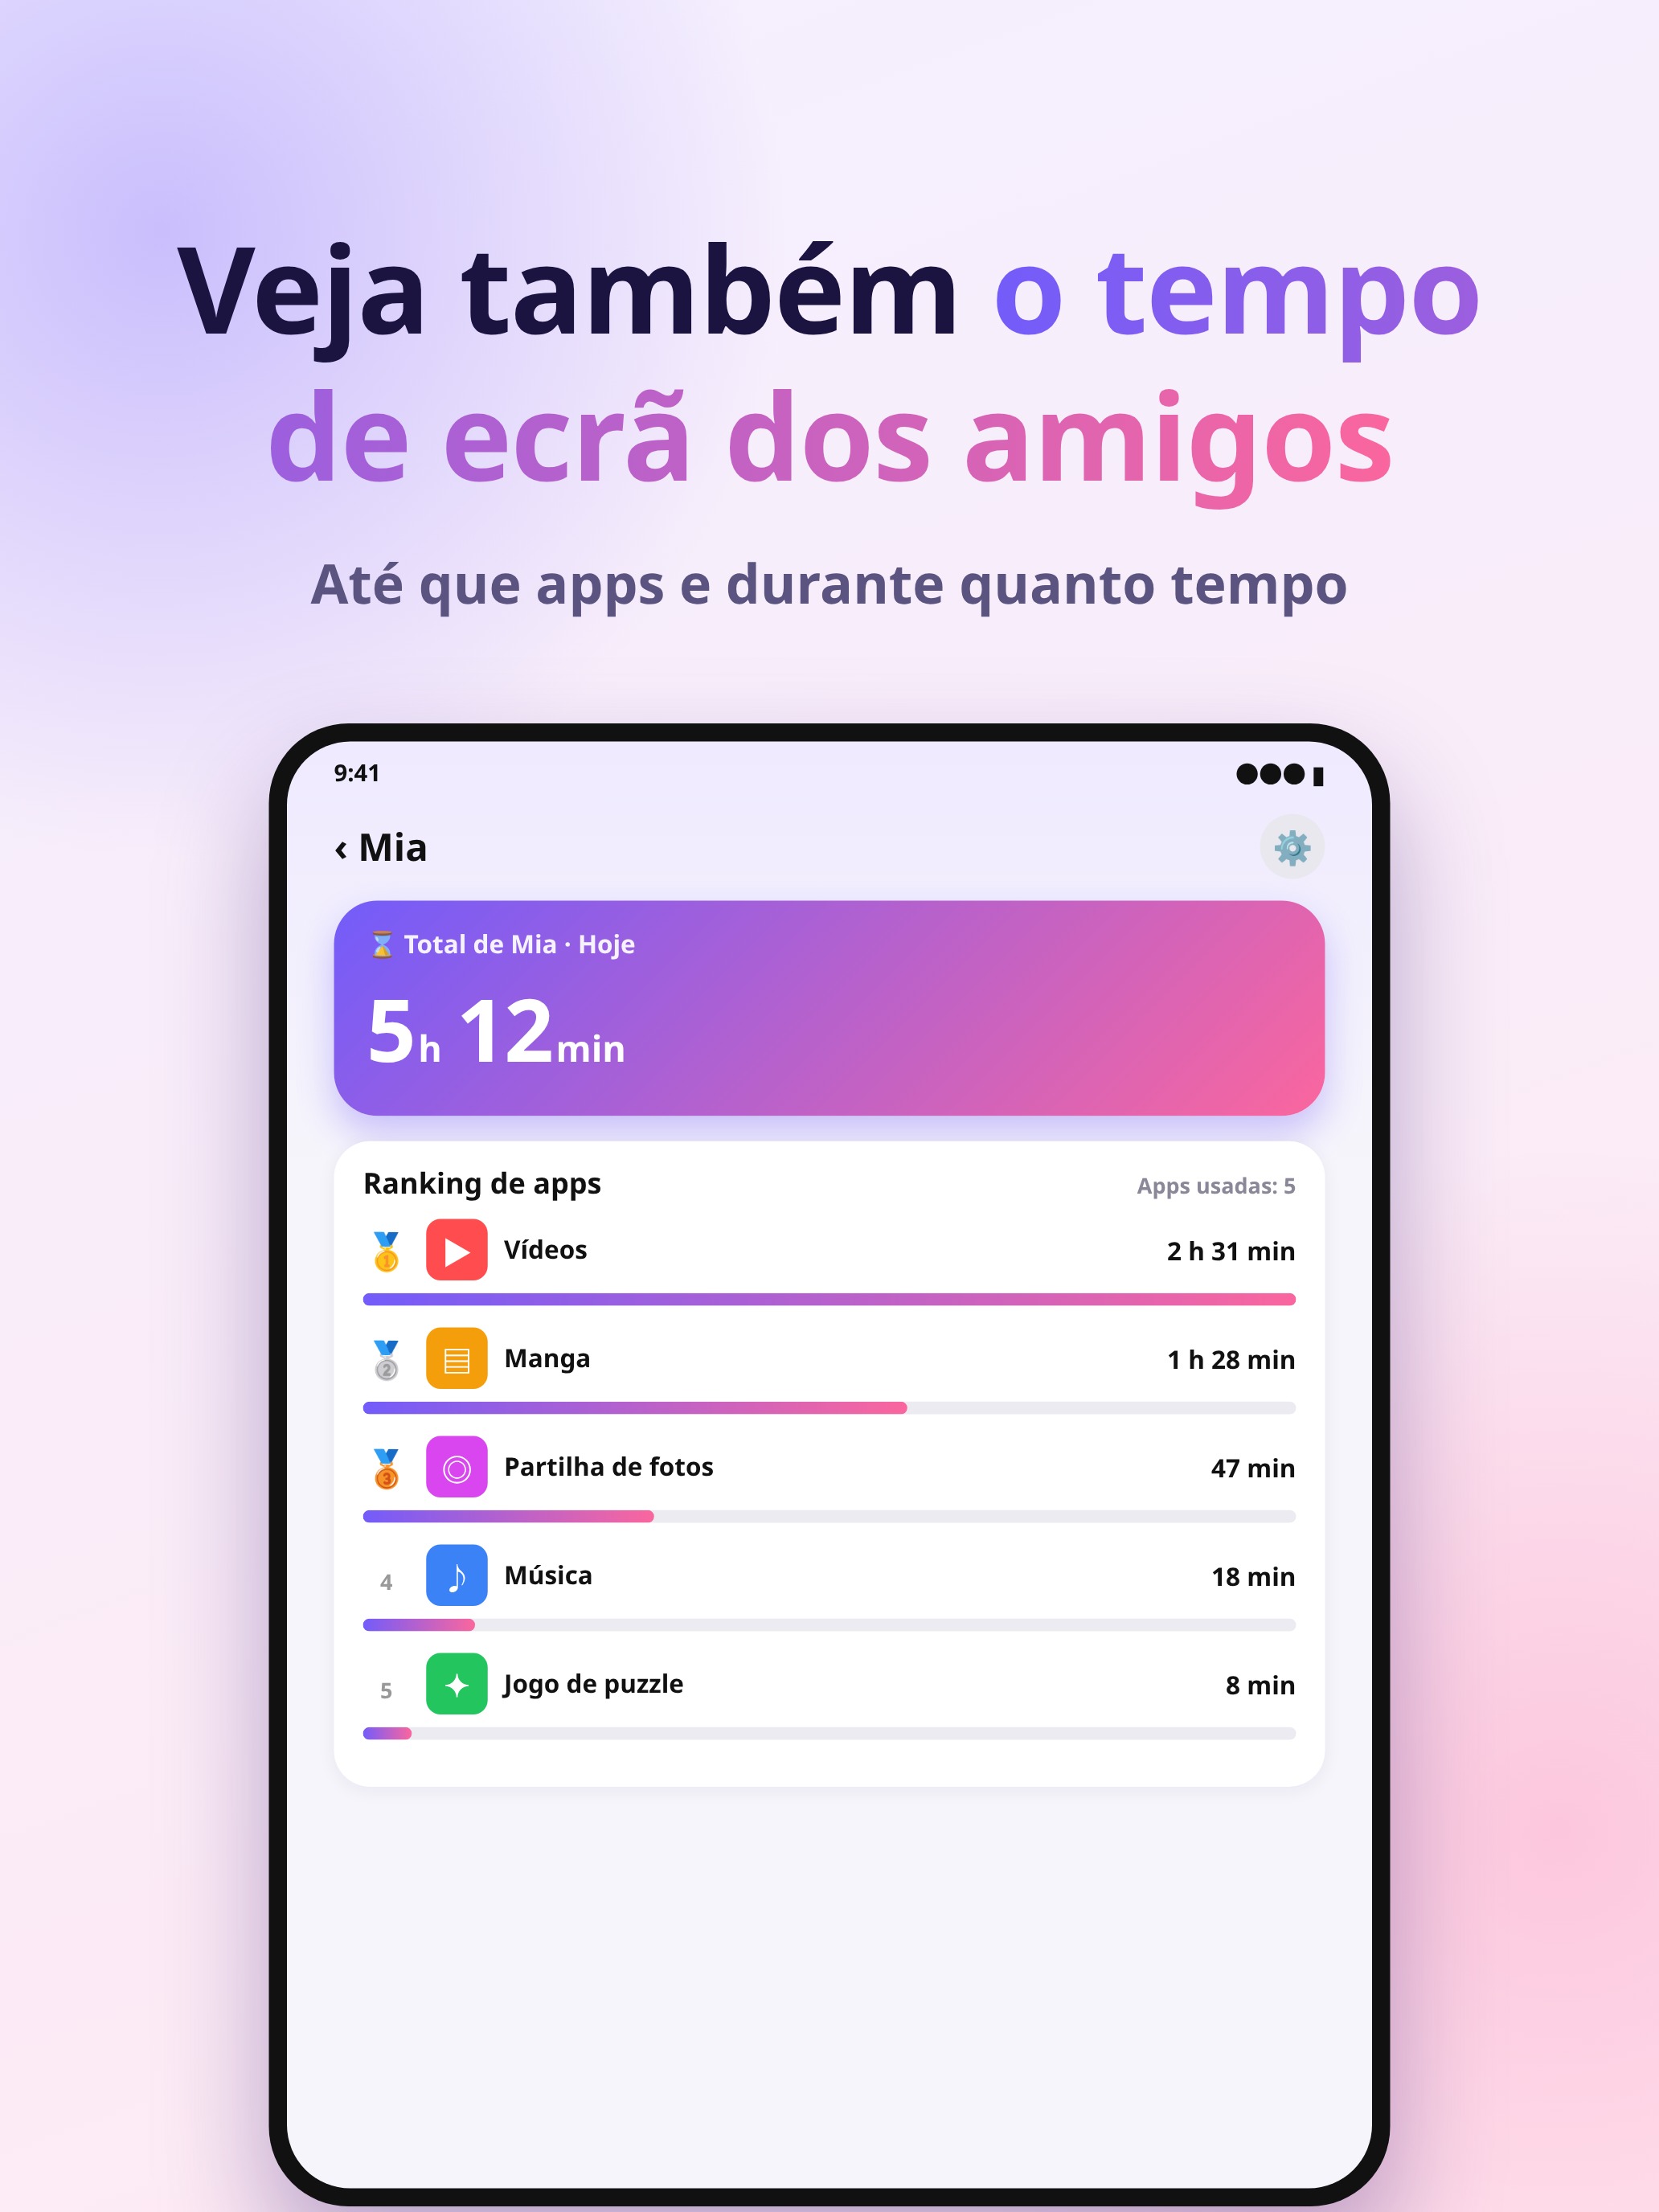 Veja também o tempo
de ecrã dos amigos
Até que apps e durante quanto tempo
9:41
‹ Mia
⌛ Total de Mia · Hoje
5h 12min
Ranking de apps
Apps usadas: 5
Vídeos
2 h 31 min
Manga
1 h 28 min
Partilha de fotos
47 min
4
Música
18 min
5
Jogo de puzzle
8 min